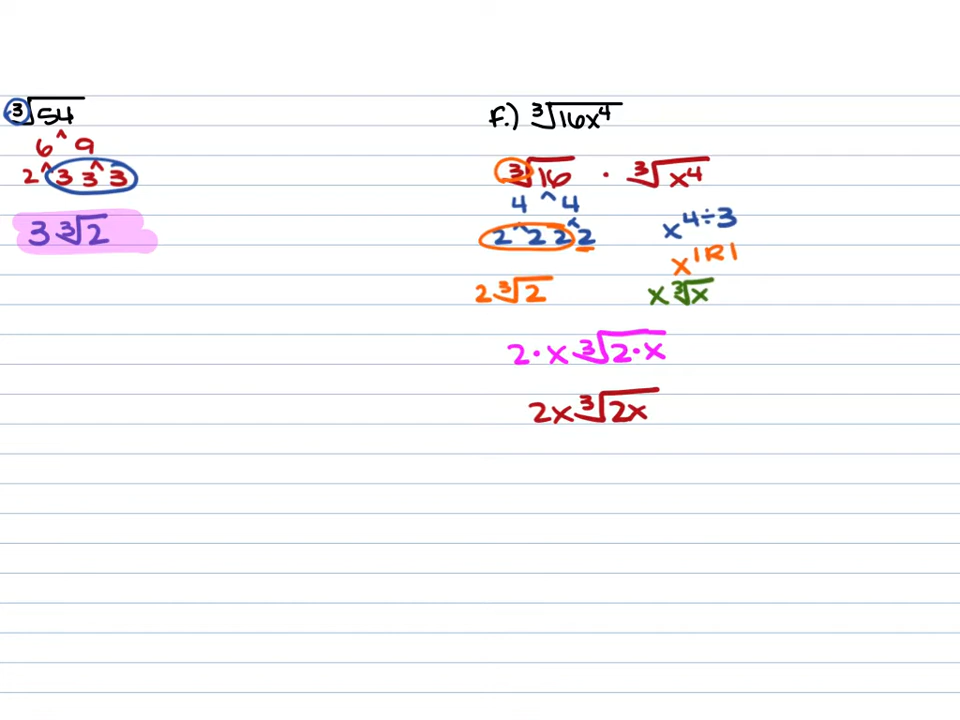 ∛54
6 ^ 9
2 ^ 3 3 ^ 3
3∛2
F.) ∛16x⁴
∛16 · ∛x⁴
4 ^ 4
2 ^ 2 2 ^ 2
x⁴÷³
x¹ᴿ¹
2∛2
x∛x
2·x∛2·x
2x∛2x